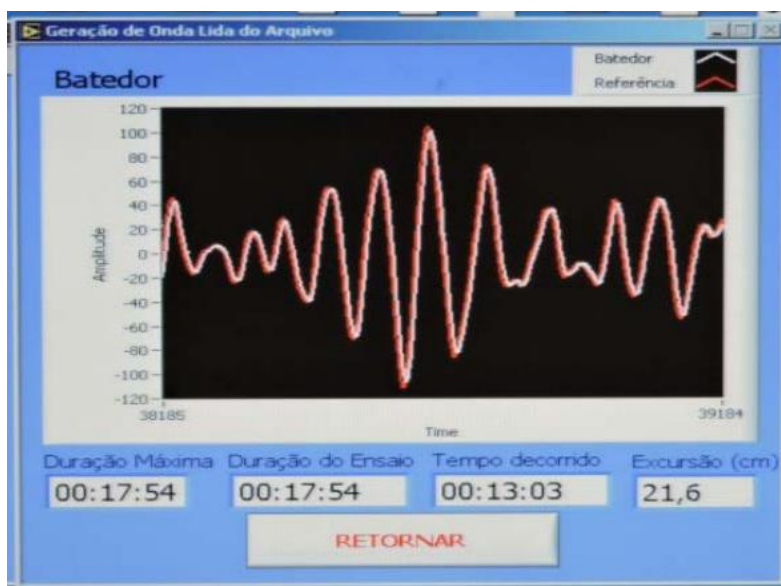 Geração de Onda Lida do Arquivo
Batedor
Batedor
Referência
120
100
80
60
40
20
0
-20
-40
-60
-80
-100
-120
Amplitude
38185
39184
Time
Duração Máxima Duração do Ensaio Tempo decorrido Excursão (cm)
00:17:54 00:17:54 00:13:03 21,6
RETORNAR